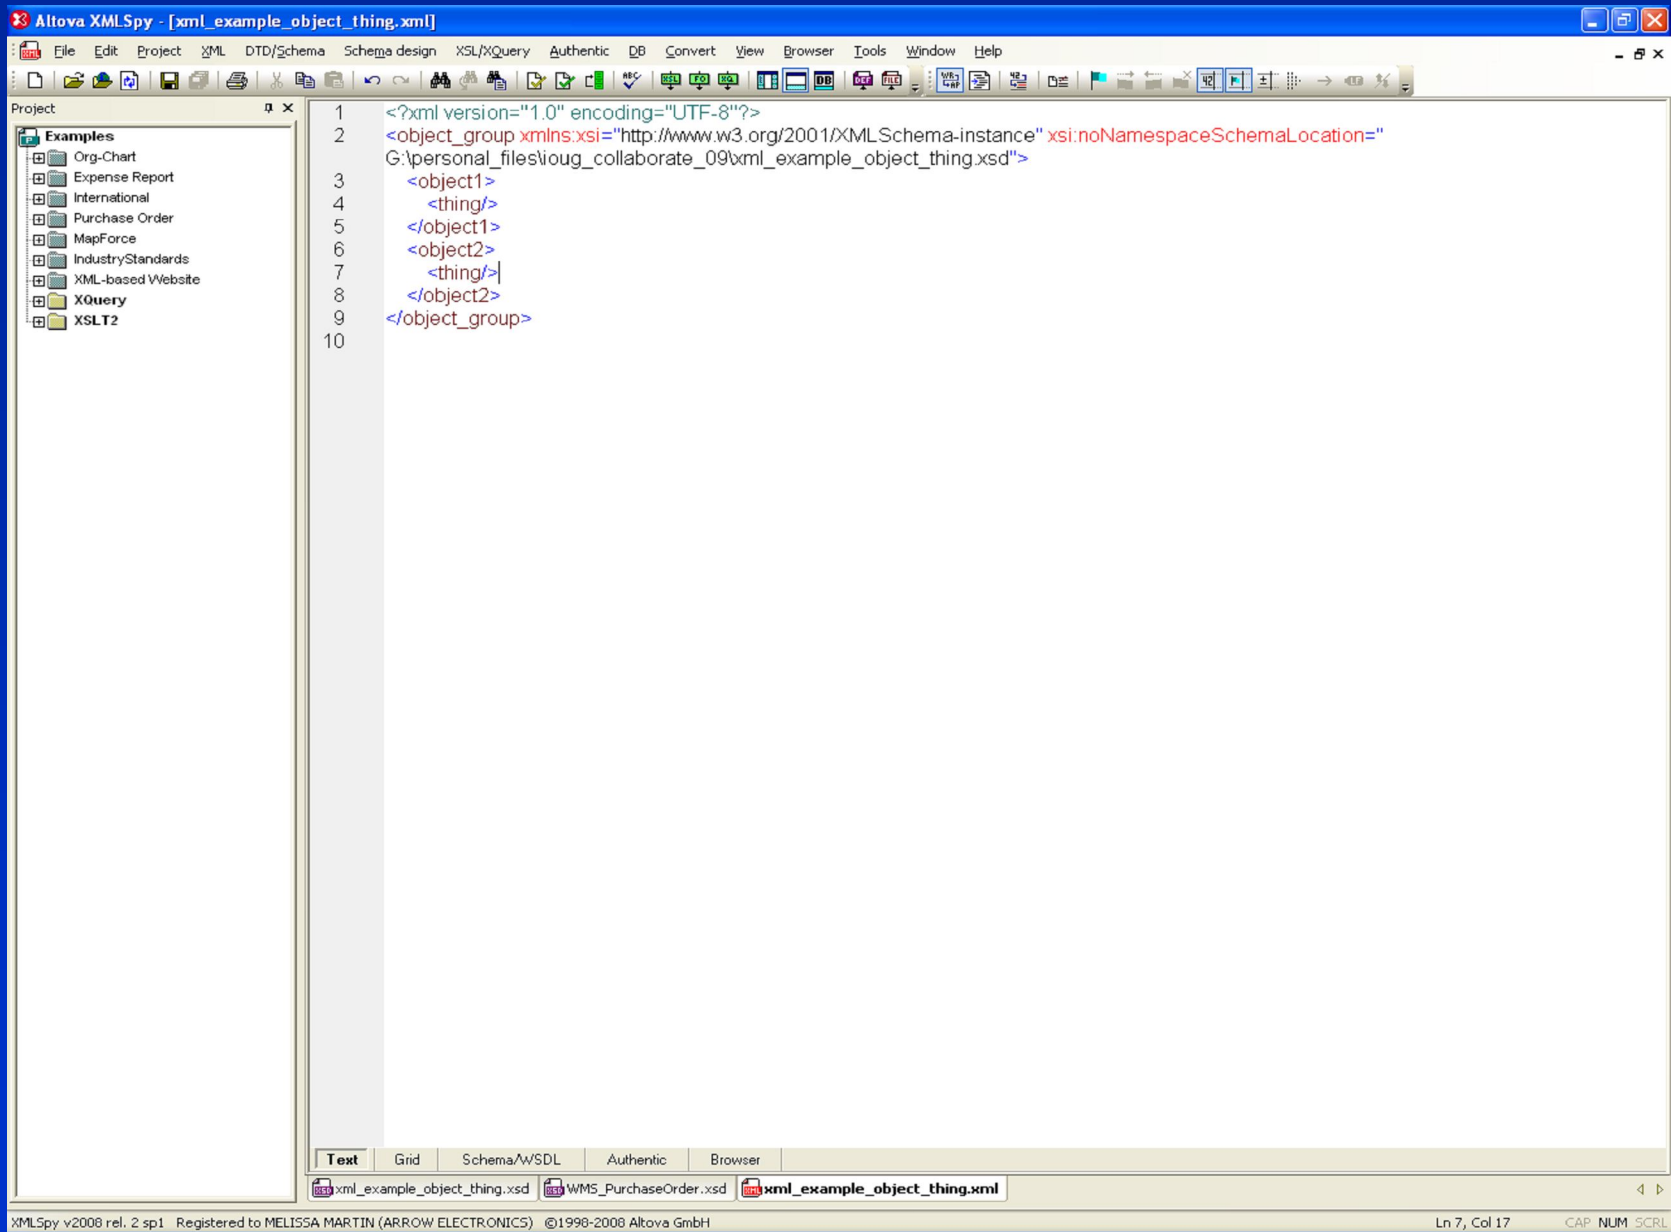 Altova XMLSpy - [xml_example_object_thing.xml]
File Edit Project XML DTD/Schema Schema design XSL/XQuery Authentic DB Convert View Browser Tools Window Help
Project
Examples
Org-Chart
Expense Report
International
Purchase Order
MapForce
IndustryStandards
XML-based Website
XQuery
XSLT2
1 <?xml version="1.0" encoding="UTF-8"?>
2 <object_group xmlns:xsi="http://www.w3.org/2001/XMLSchema-instance" xsi:noNamespaceSchemaLocation="
G:\personal_files\ioug_collaborate_09\xml_example_object_thing.xsd">
3 <object1>
4 <thing/>
5 </object1>
6 <object2>
7 <thing/>
8 </object2>
9 </object_group>
10
Text Grid Schema/WSDL Authentic Browser
xml_example_object_thing.xsd WMS_PurchaseOrder.xsd xml_example_object_thing.xml
XMLSpy v2008 rel. 2 sp1 Registered to MELISSA MARTIN (ARROW ELECTRONICS) ©1998-2008 Altova GmbH Ln 7, Col 17 CAP NUM SCRL